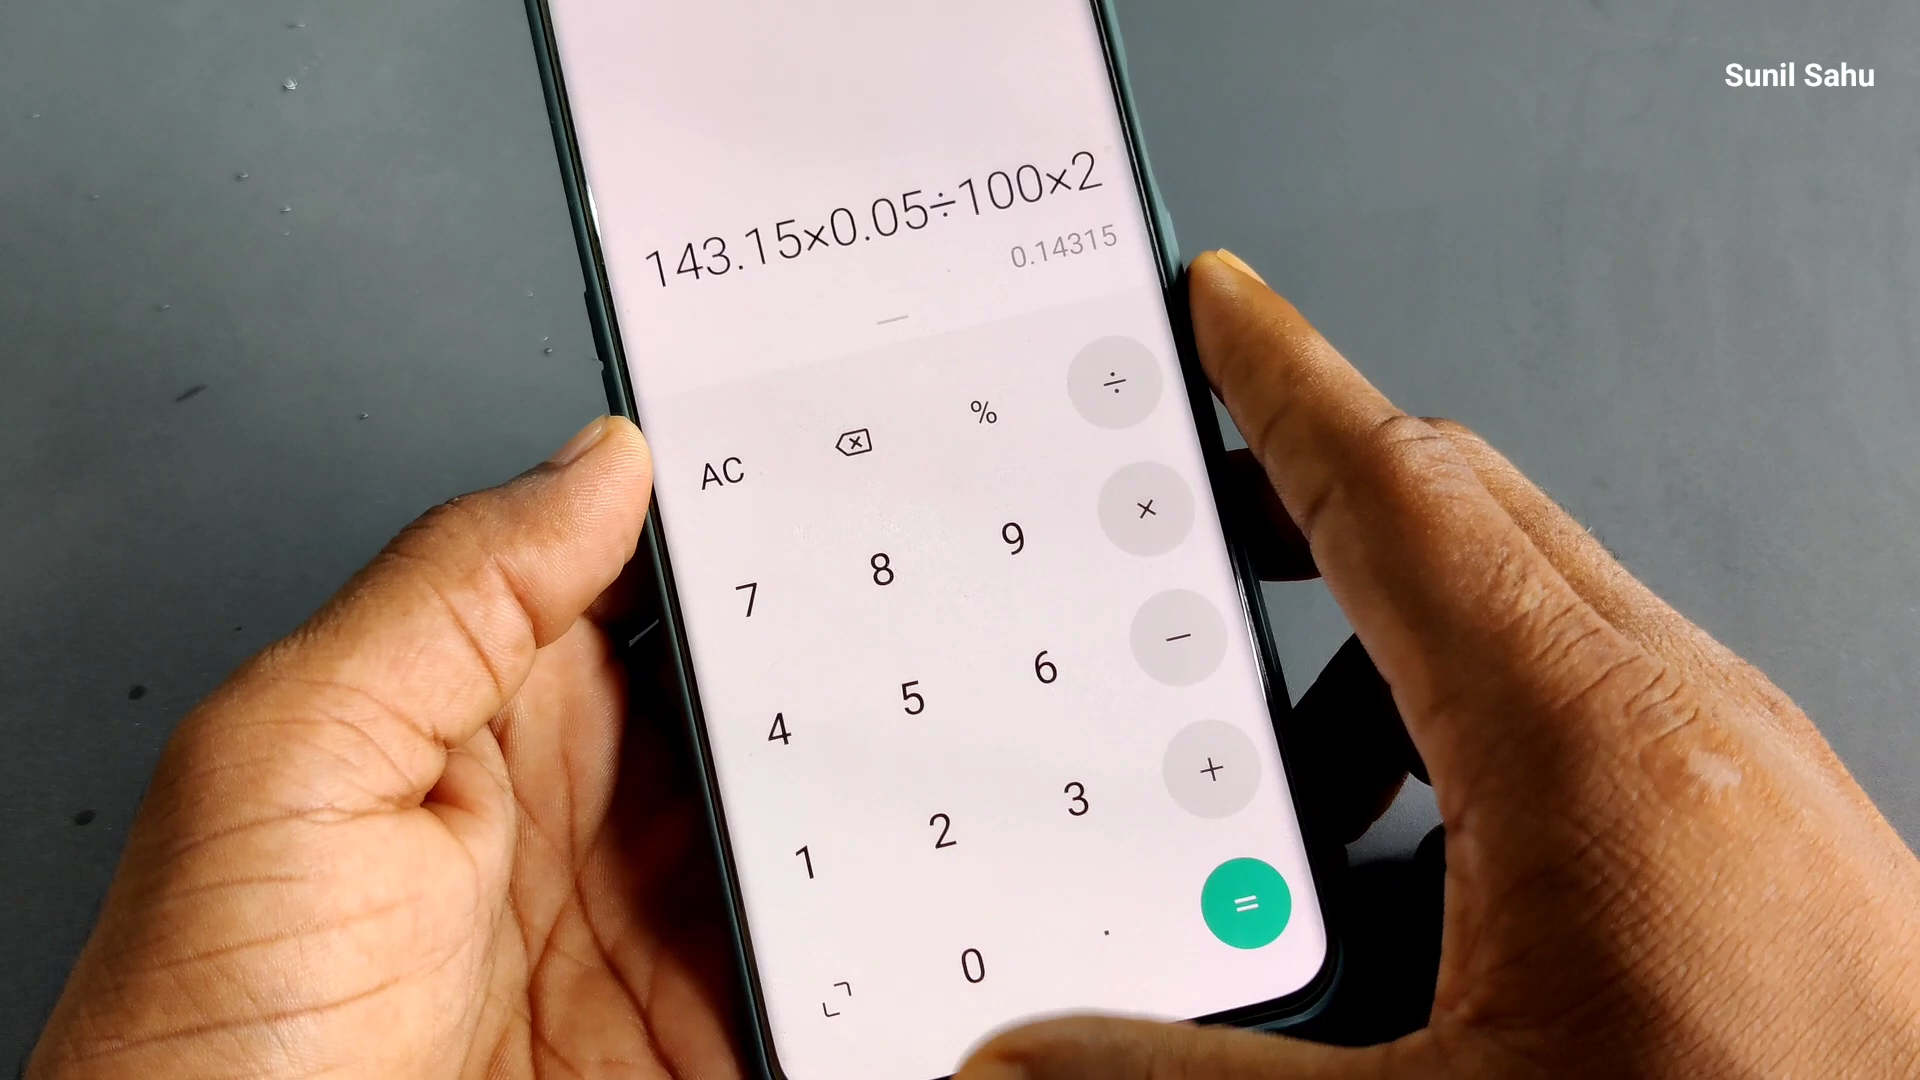 Sunil Sahu
143.15×0.05÷100×2
0.14315
AC % ÷
7 8 9 ×
4 5 6 −
1 2 3 +
0 . =